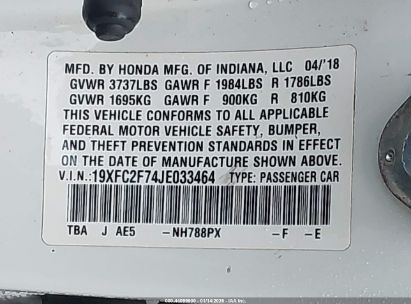 MFD. BY HONDA MFG. OF INDIANA, LLC 04/'18
GVWR 3737LBS GAWR F 1984LBS R 1786LBS
GVWR 1695KG GAWR F 900KG R 810KG
THIS VEHICLE CONFORMS TO ALL APPLICABLE
FEDERAL MOTOR VEHICLE SAFETY, BUMPER,
AND THEFT PREVENTION STANDARDS IN EFFECT
ON THE DATE OF MANUFACTURE SHOWN ABOVE.
V.I.N.: 19XFC2F74JE033464 TYPE: PASSENGER CAR
TBA J AE5 -NH788PX -F -E